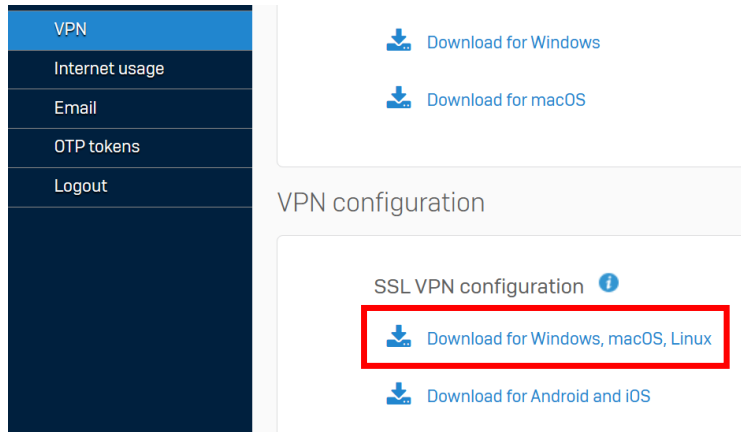 VPN
Internet usage
Email
OTP tokens
Logout
Download for Windows
Download for macOS
VPN configuration
SSL VPN configuration
Download for Windows, macOS, Linux
Download for Android and iOS